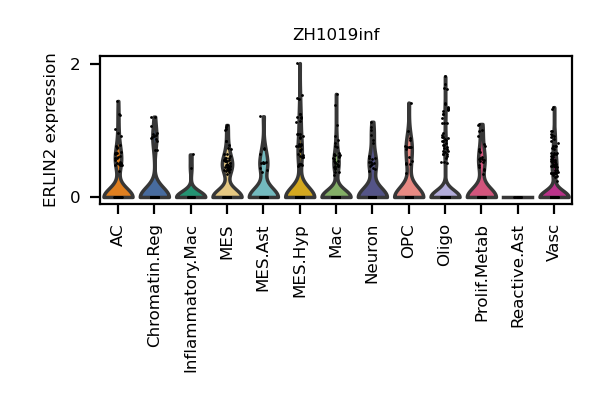 ZH1019inf
ERLIN2 expression
2
0
AC
Chromatin.Reg
Inflammatory.Mac
MES
MES.Ast
MES.Hyp
Mac
Neuron
OPC
Oligo
Prolif.Metab
Reactive.Ast
Vasc